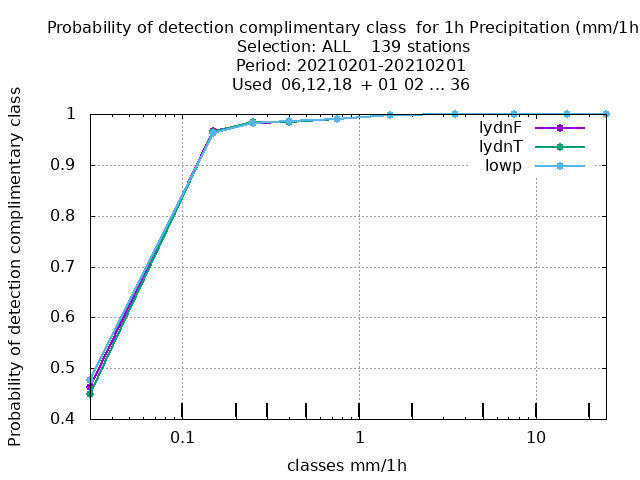 Probability of detection complimentary class for 1h Precipitation (mm/1h
Selection: ALL 139 stations
Period: 20210201-20210201
Used 06,12,18 + 01 02 ... 36
Probability of detection complimentary class
1
0.9
0.8
0.7
0.6
0.5
0.4
lydnF
lydnT
lowp
0.1
1
10
classes mm/1h